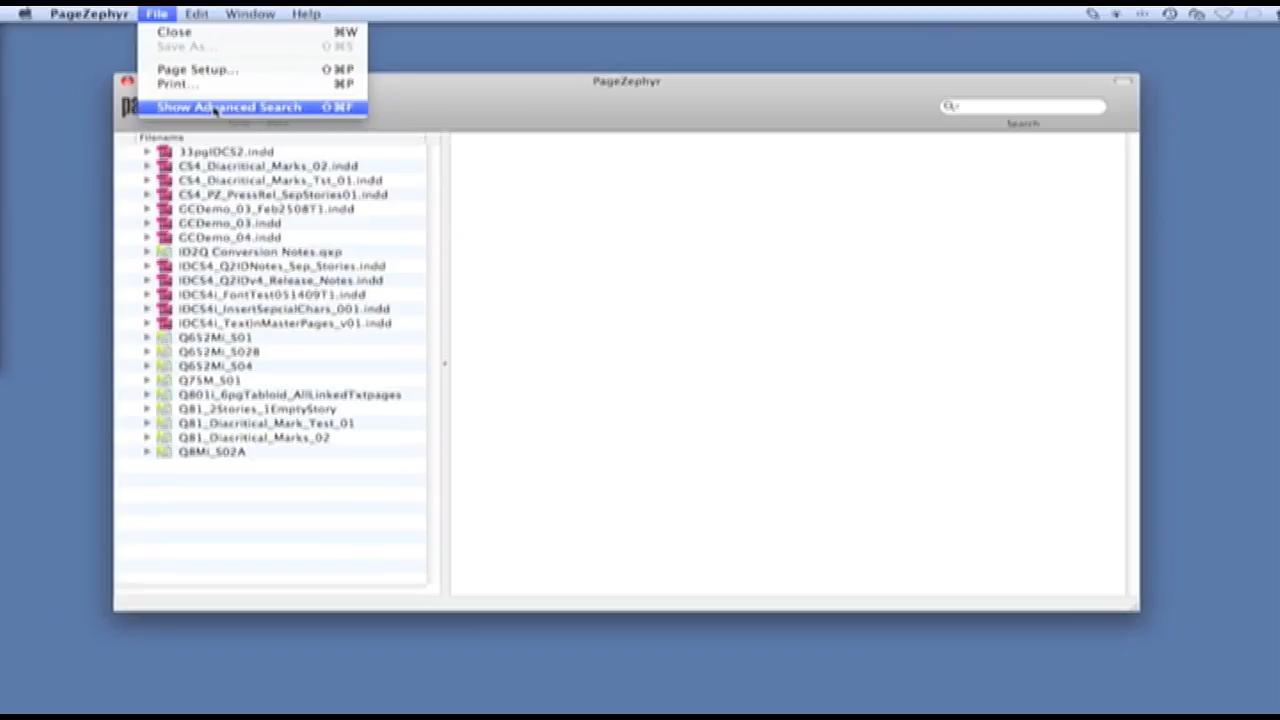 PageZephyr File Edit Window Help
Close ⌘W
Save As... ⇧⌘S
Page Setup... ⇧⌘P
Print... ⌘P
Show Advanced Search ⇧⌘F
PageZephyr
Search
Filename
33pgIDCS2.indd
CS4_Diacritical_Marks_02.indd
CS4_Diacritical_Marks_Tst_01.indd
CS4_PZ_PressRel_SepStories01.indd
GCDemo_03_Feb2508T1.indd
GCDemo_03.indd
GCDemo_04.indd
ID2Q Conversion Notes.qxp
IDCS4_Q2IDNotes_Sep_Stories.indd
IDCS4_Q2IDv4_Release_Notes.indd
IDCS4i_FontTest051409T1.indd
IDCS4i_InsertSepcialChars_001.indd
IDCS4i_TextInMasterPages_v01.indd
Q652Mi_S01
Q652Mi_S02B
Q652Mi_S04
Q75M_S01
Q801i_6pgTabloid_AllLinkedTxtpages
Q81_2Stories_1EmptyStory
Q81_Diacritical_Mark_Test_01
Q81_Diacritical_Marks_02
Q8Mi_S02A